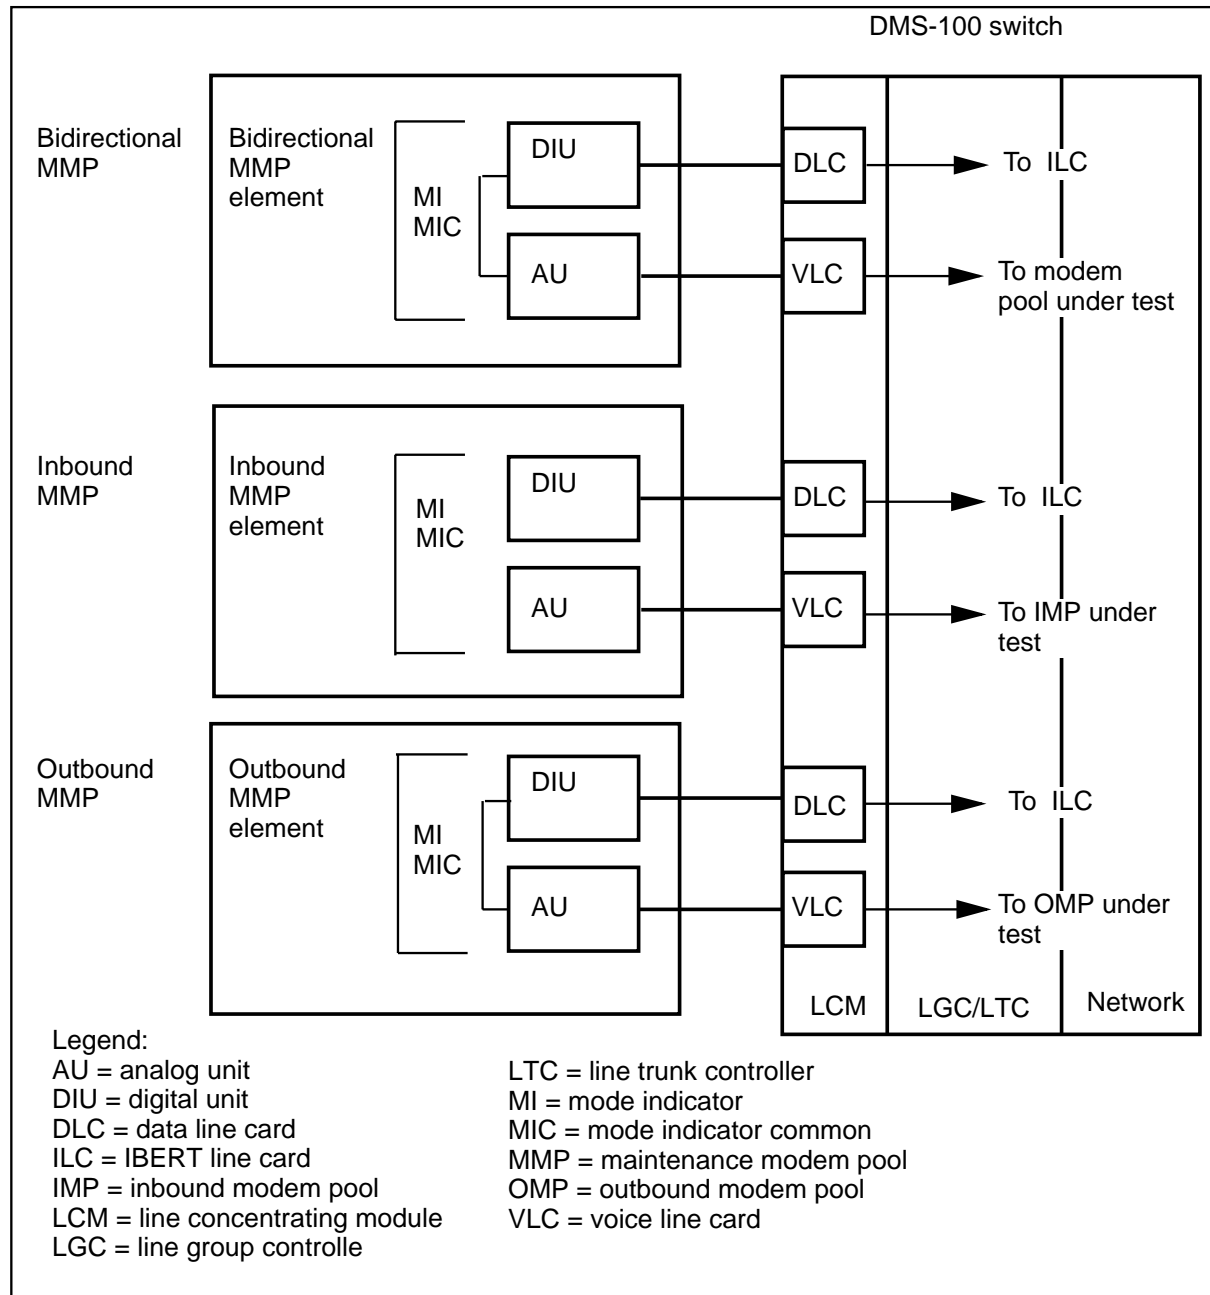 DMS-100 switch
Bidirectional
MMP
Bidirectional
MMP
element
MI
MIC
DIU
AU
DLC
VLC
To ILC
To modem
pool under test
Inbound
MMP
Inbound
MMP
element
MI
MIC
DIU
AU
DLC
VLC
To ILC
To IMP under
test
Outbound
MMP
Outbound
MMP
element
MI
MIC
DIU
AU
DLC
VLC
To ILC
To OMP under
test
LCM
LGC/LTC
Network
Legend:
AU = analog unit
DIU = digital unit
DLC = data line card
ILC = IBERT line card
IMP = inbound modem pool
LCM = line concentrating module
LGC = line group controlle
LTC = line trunk controller
MI = mode indicator
MIC = mode indicator common
MMP = maintenance modem pool
OMP = outbound modem pool
VLC = voice line card